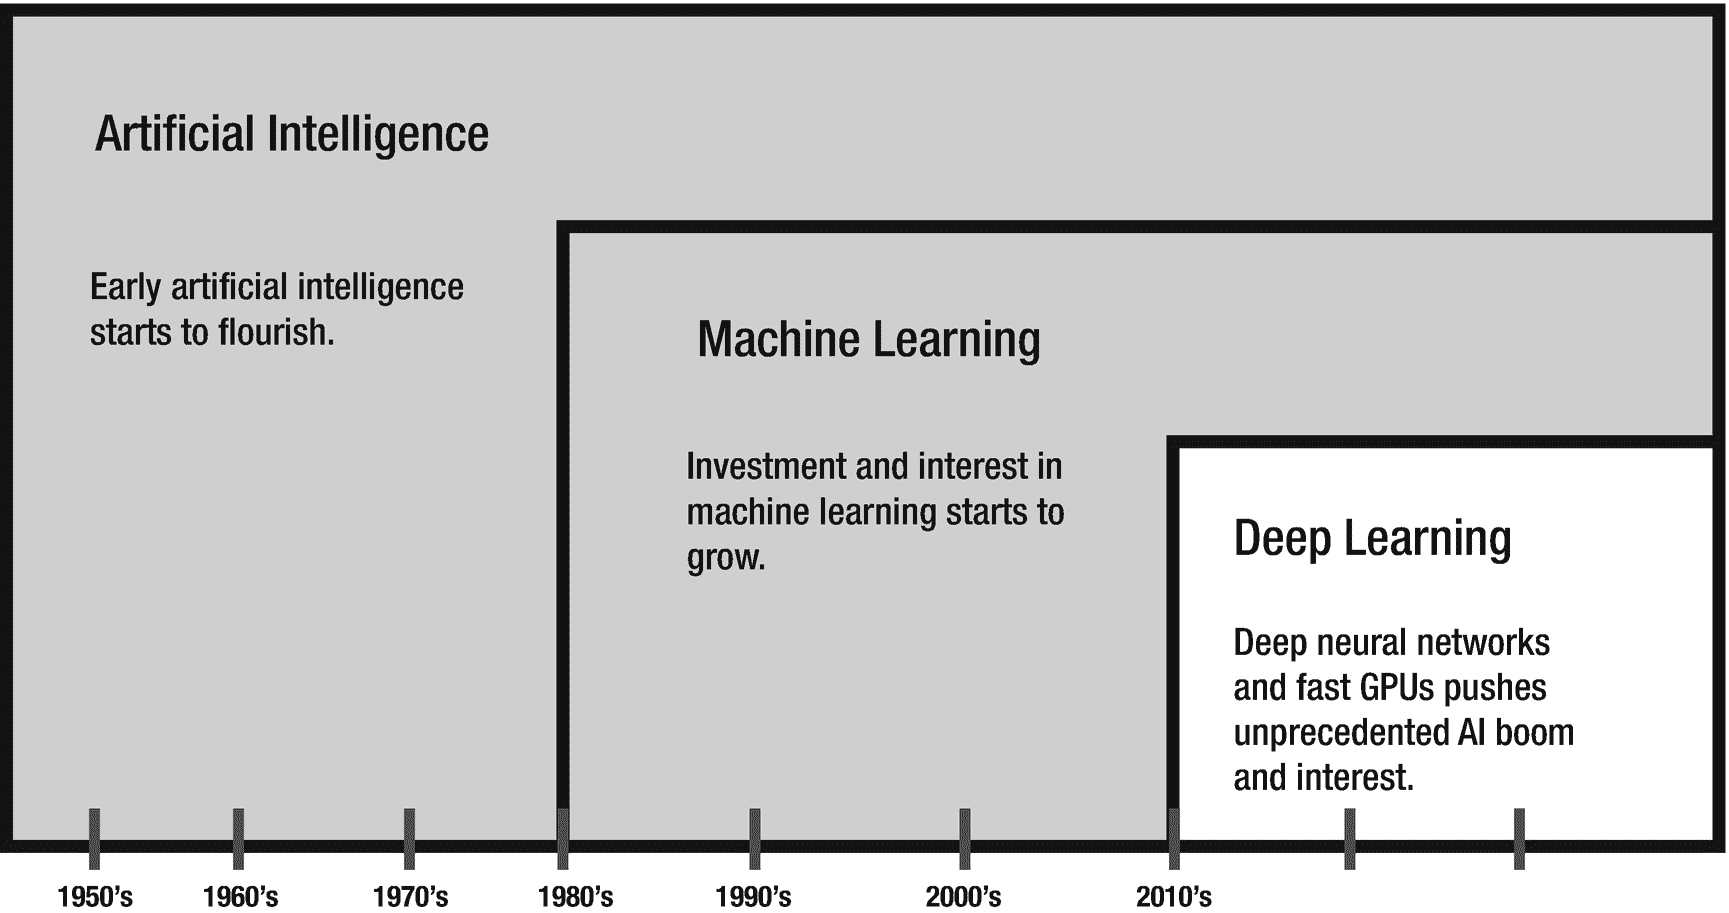 Artificial Intelligence
Early artificial intelligence
starts to flourish.
Machine Learning
Investment and interest in
machine learning starts to
grow.
Deep Learning
Deep neural networks
and fast GPUs pushes
unprecedented AI boom
and interest.
1950’s 1960’s 1970’s 1980’s 1990’s 2000’s 2010’s